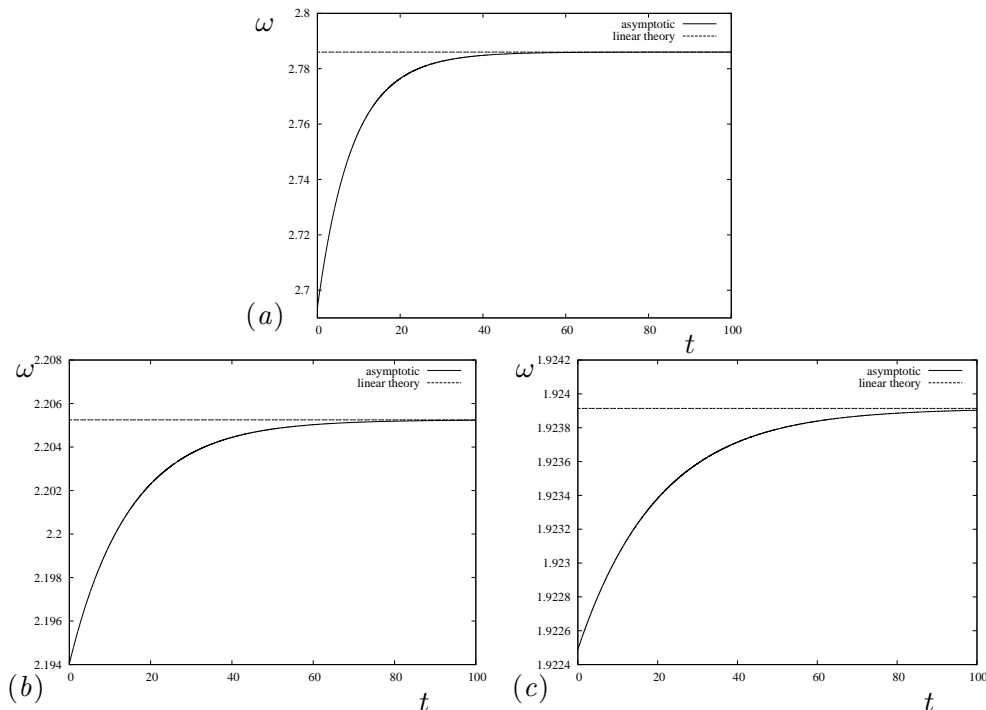 ω
2.8
2.78
2.76
2.74
2.72
2.7
asymptotic
linear theory
0 20 40 60 80 100
t
(a)
ω
2.208
2.206
2.204
2.202
2.2
2.198
2.196
2.194
asymptotic
linear theory
0 20 40 60 80 100
t
(b)
ω
1.9242
1.924
1.9238
1.9236
1.9234
1.9232
1.923
1.9228
1.9226
1.9224
asymptotic
linear theory
0 20 40 60 80 100
t
(c)